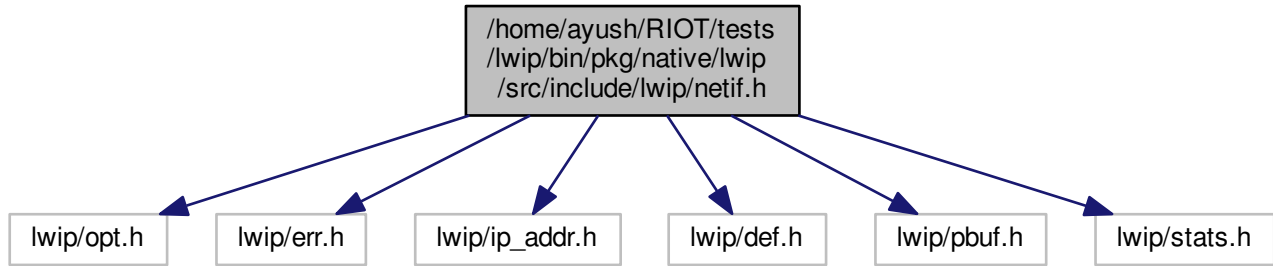 /home/ayush/RIOT/tests
/lwip/bin/pkg/native/lwip
/src/include/lwip/netif.h
lwip/opt.h
lwip/err.h
lwip/ip_addr.h
lwip/def.h
lwip/pbuf.h
lwip/stats.h